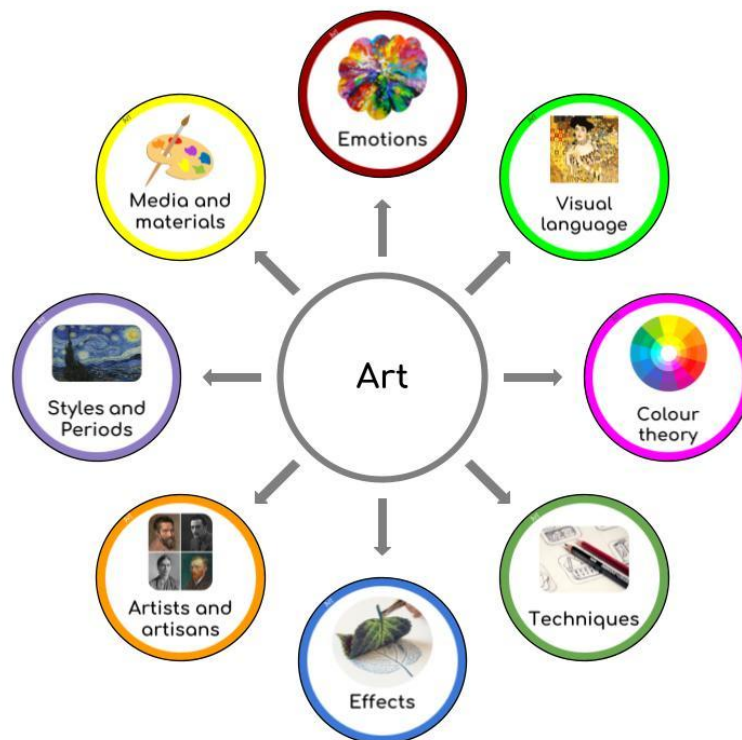 Emotions
Media and
materials
Visual
language
Styles and
Periods
Art
Colour
theory
Artists and
artisans
Techniques
Effects